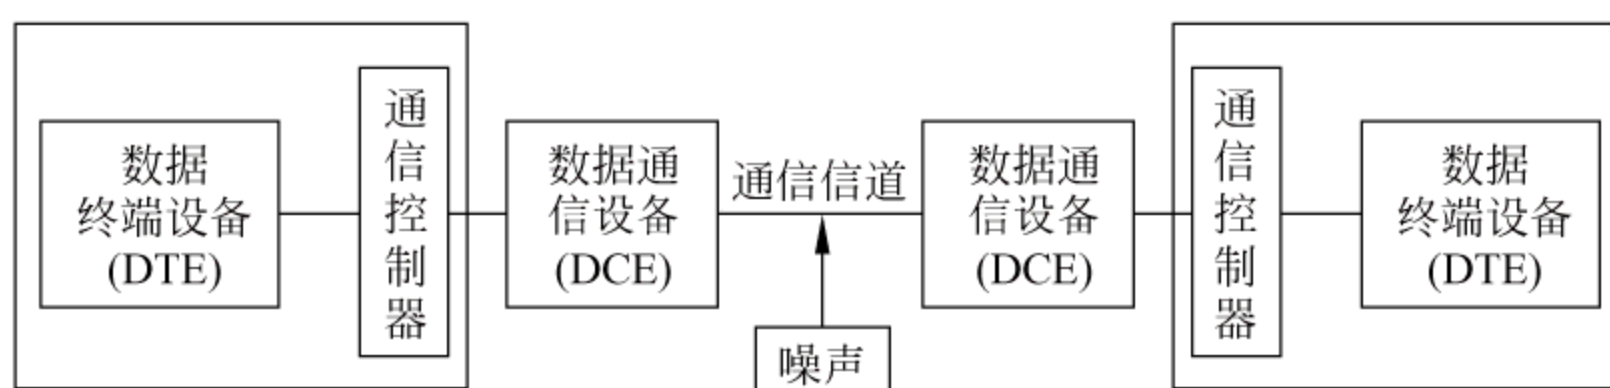 数据
终端设备
(DTE)
通信控制器
数据通
信设备
(DCE)
通信信道
噪声
数据通
信设备
(DCE)
通信控制器
数据
终端设备
(DTE)